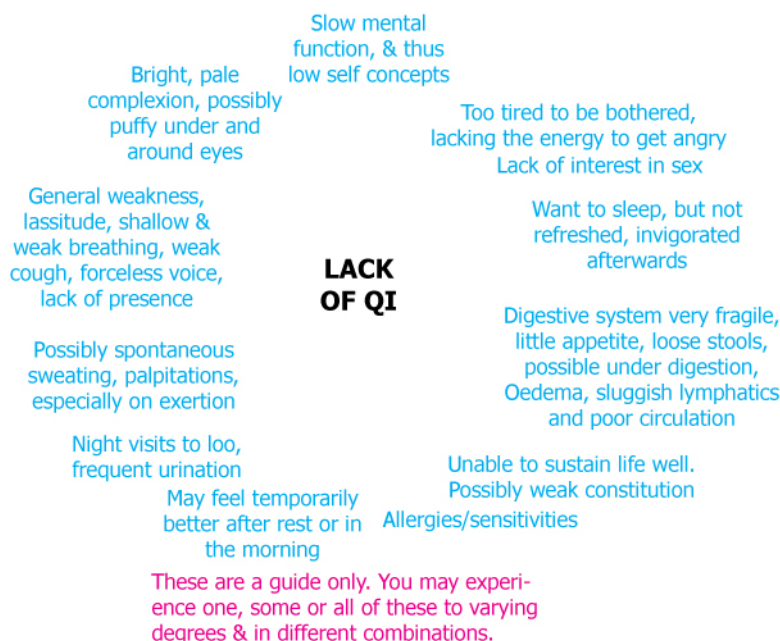 Slow mental
function, & thus
low self concepts
Bright, pale
complexion, possibly
puffy under and
around eyes
Too tired to be bothered,
lacking the energy to get angry
Lack of interest in sex
General weakness,
lassitude, shallow &
weak breathing, weak
cough, forceless voice,
lack of presence
Want to sleep, but not
refreshed, invigorated
afterwards
LACK
OF QI
Digestive system very fragile,
little appetite, loose stools,
possible under digestion,
Oedema, sluggish lymphatics
and poor circulation
Possibly spontaneous
sweating, palpitations,
especially on exertion
Night visits to loo,
frequent urination
Unable to sustain life well.
Possibly weak constitution
May feel temporarily
better after rest or in
the morning
Allergies/sensitivities
These are a guide only. You may experi-
ence one, some or all of these to varying
degrees & in different combinations.